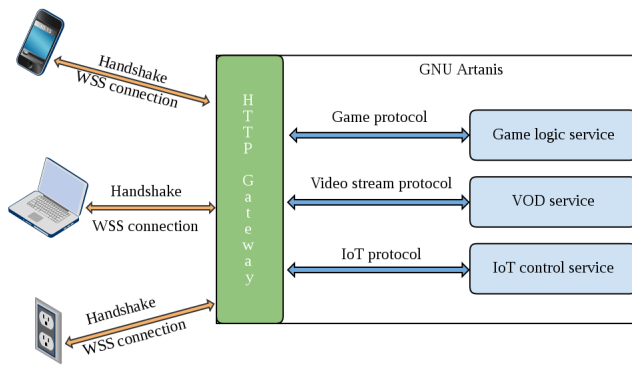 Handshake
WSS connection
GNU Artanis
HTTP Gateway
Game protocol
Game logic service
Handshake
WSS connection
Video stream protocol
VOD service
IoT protocol
IoT control service
Handshake
WSS connection